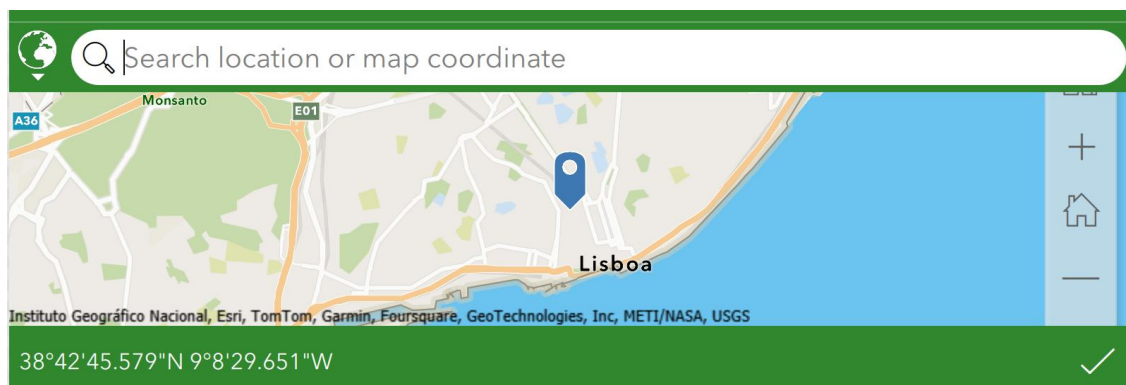 Search location or map coordinate
Monsanto
E01
A36
Lisboa
Instituto Geográfico Nacional, Esri, TomTom, Garmin, Foursquare, GeoTechnologies, Inc, METI/NASA, USGS
38°42'45.579"N 9°8'29.651"W